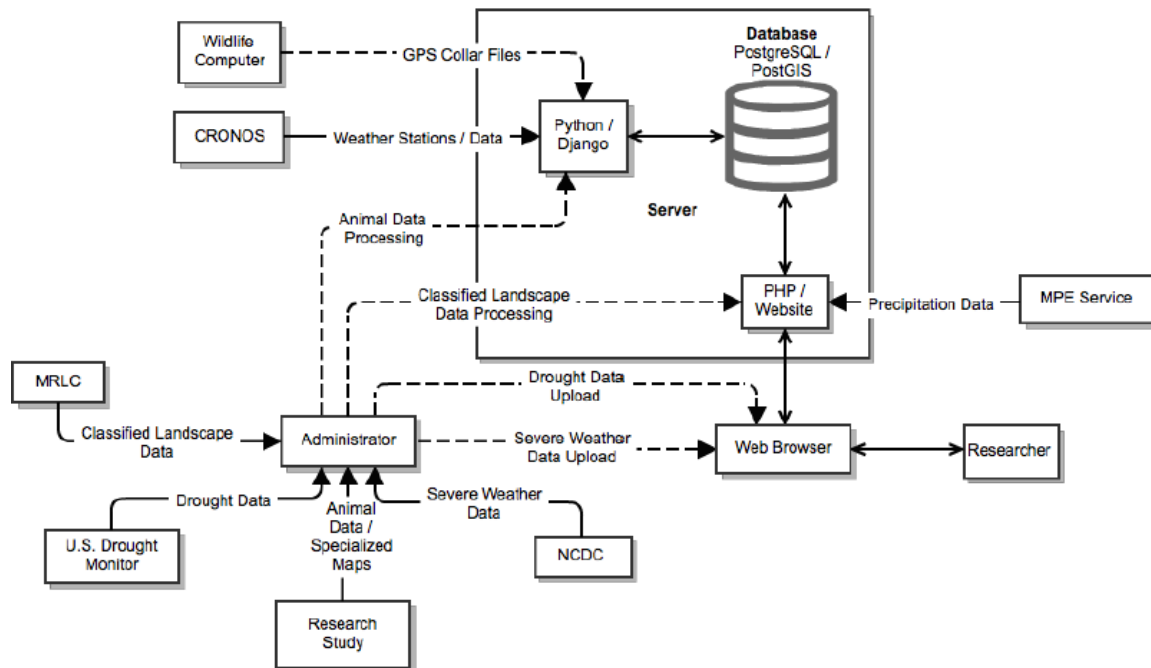 Wildlife
Computer
GPS Collar Files
Database
PostgreSQL /
PostGIS
CRONOS
Weather Stations / Data
Python /
Django
Server
Animal Data
Processing
Classified Landscape
Data Processing
PHP /
Website
Precipitation Data
MPE Service
MRLC
Drought Data
Upload
Classified Landscape
Data
Administrator
Severe Weather
Data Upload
Web Browser
Researcher
Drought Data
Animal
Data /
Specialized
Maps
Severe Weather
Data
U.S. Drought
Monitor
NCDC
Research
Study